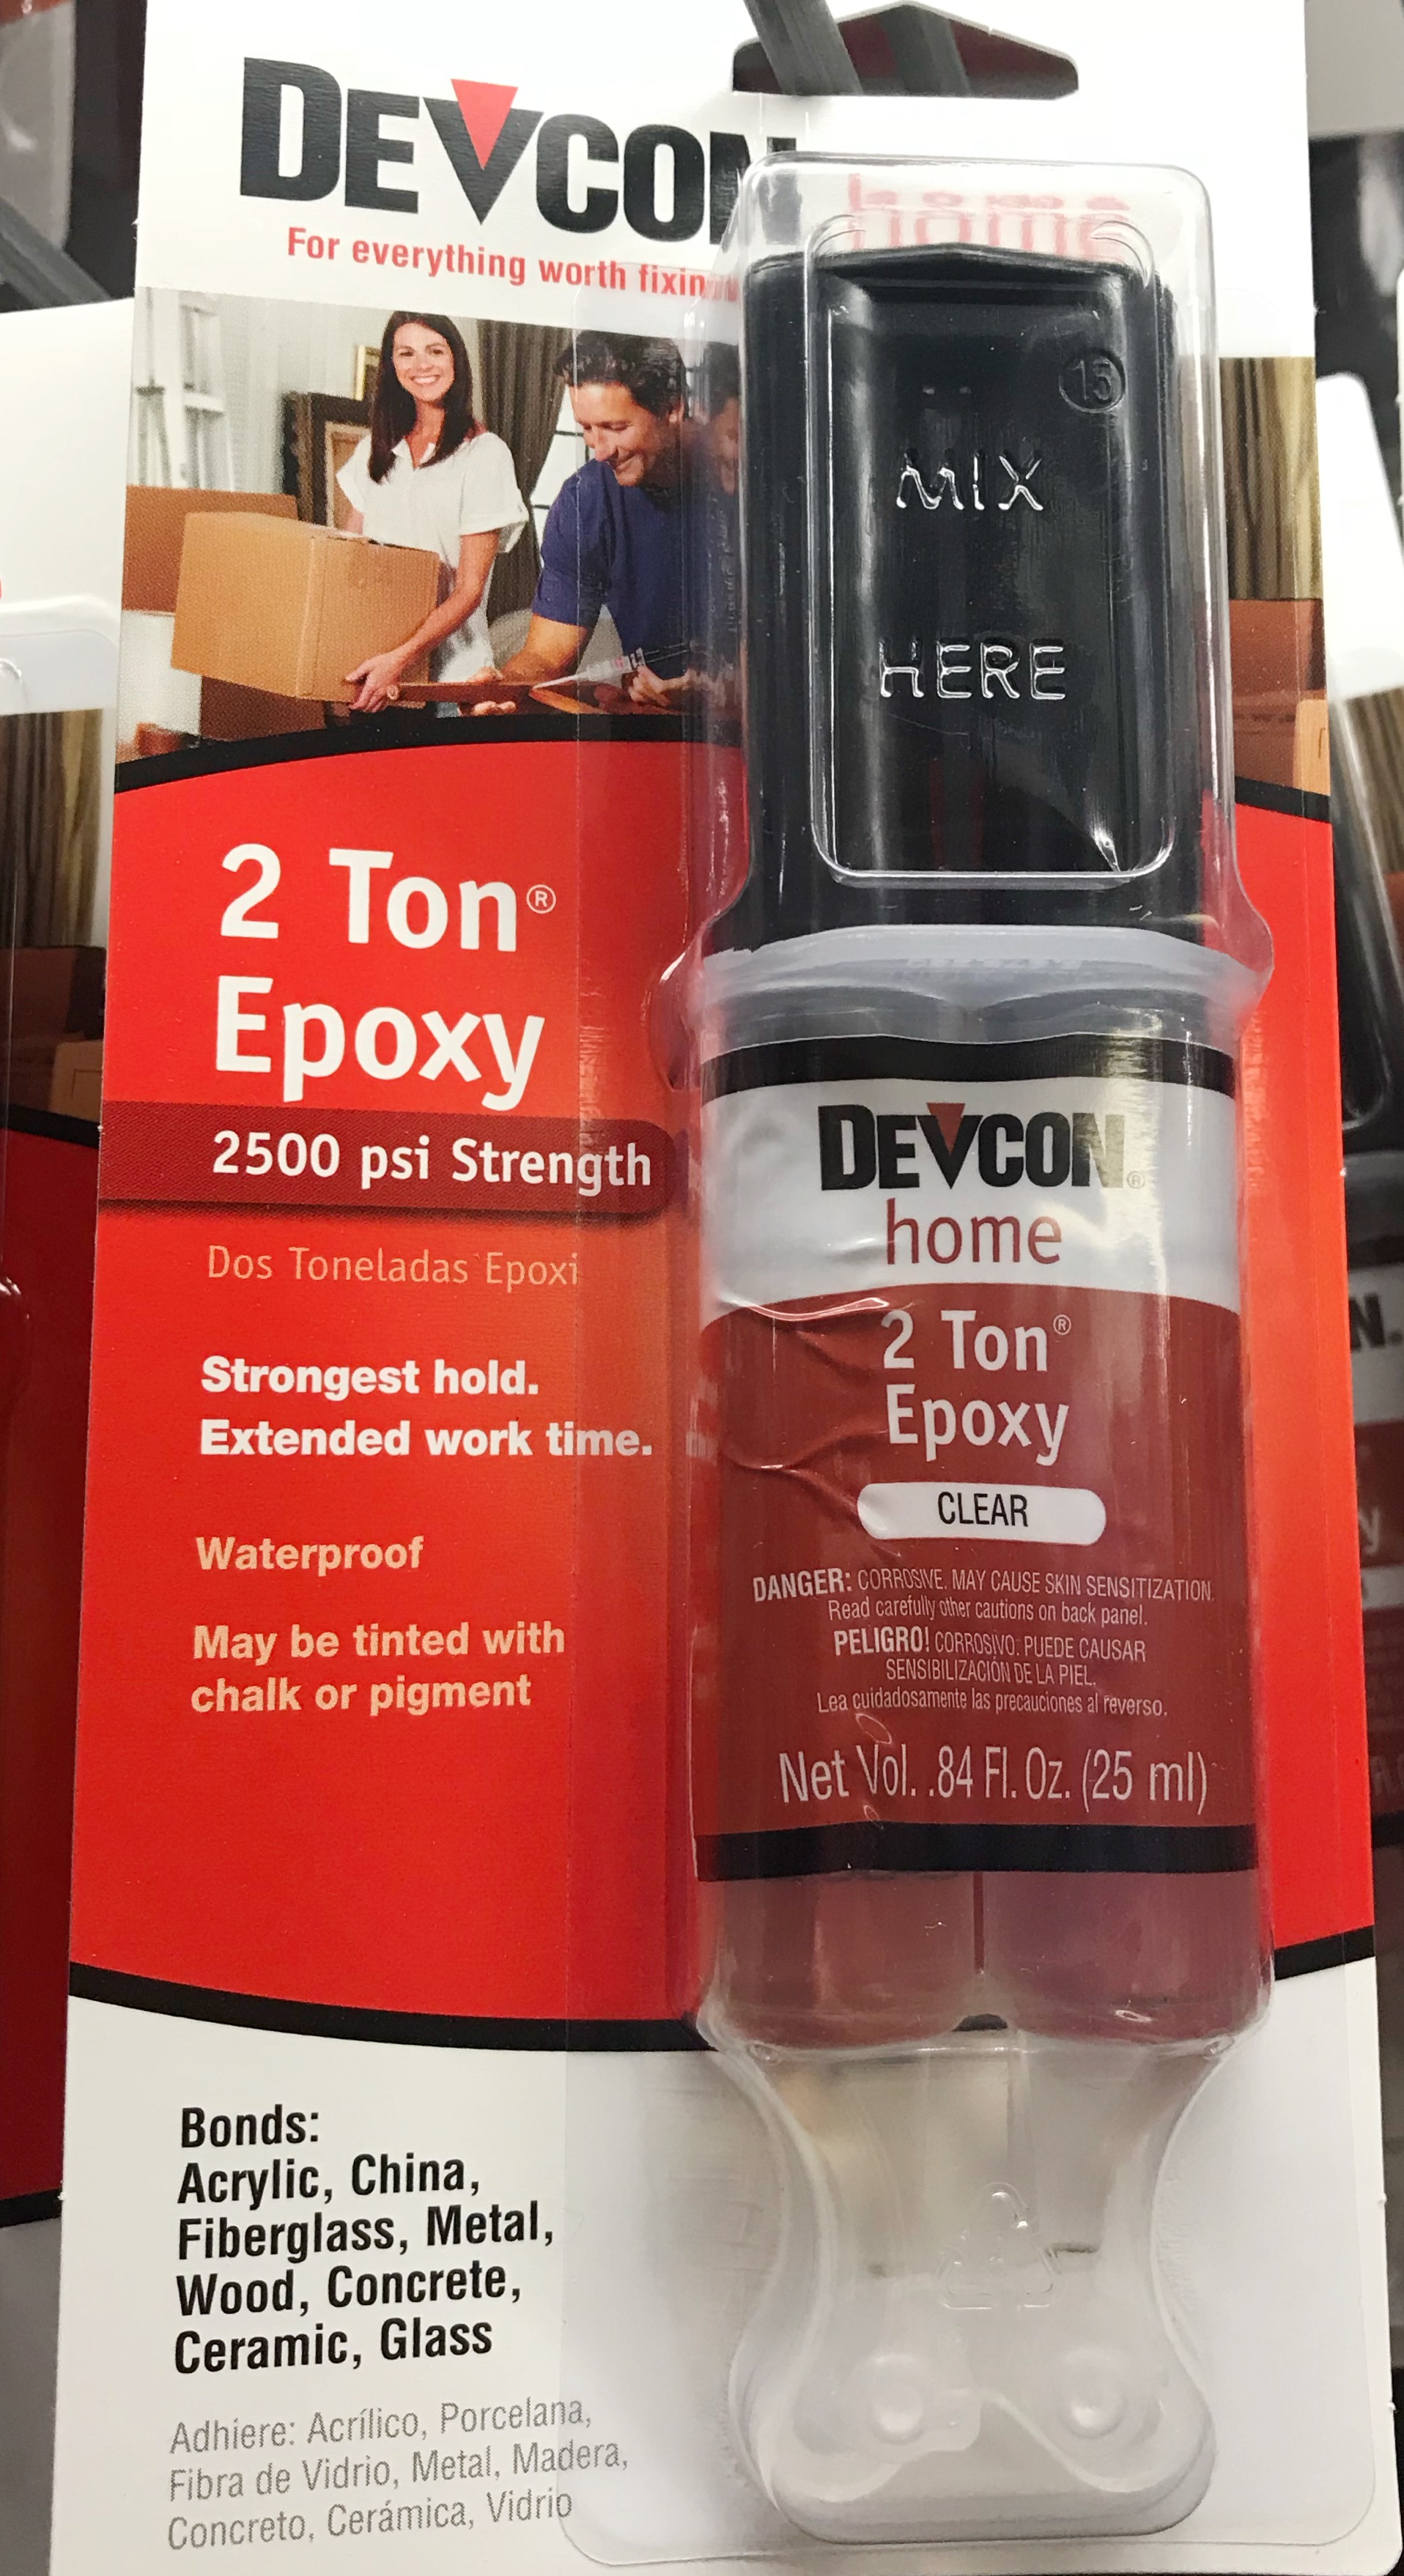 DEVCON
home
For everything worth fixin
15
MIX
HERE
2 Ton®
Epoxy
2500 psi Strength
Dos Toneladas Epoxi
Strongest hold.
Extended work time.
Waterproof
May be tinted with
chalk or pigment
Bonds:
Acrylic, China,
Fiberglass, Metal,
Wood, Concrete,
Ceramic, Glass
Adhiere: Acrílico, Porcelana,
Fibra de Vidrio, Metal, Madera,
Concreto, Cerámica, Vidrio
DEVCON®
home
2 Ton®
Epoxy
CLEAR
DANGER: CORROSIVE. MAY CAUSE SKIN SENSITIZATION.
Read carefully other cautions on back panel.
PELIGRO! CORROSIVO. PUEDE CAUSAR
SENSIBILIZACIÓN DE LA PIEL.
Lea cuidadosamente las precauciones al reverso.
Net Vol. .84 Fl. Oz. (25 ml)